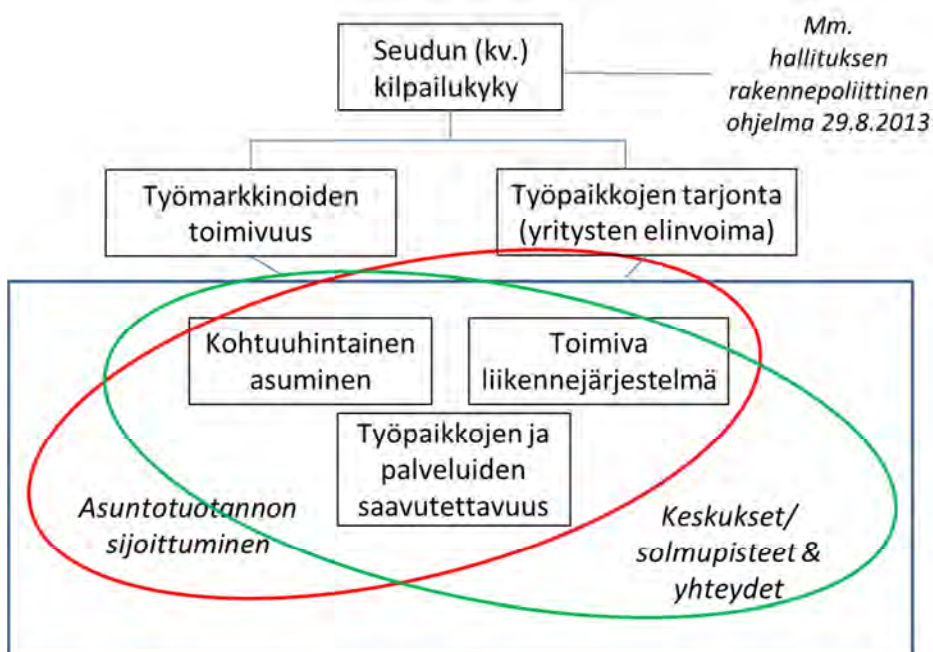 Seudun (kv.)
kilpailukyky
Mm.
hallituksen
rakennepoliittinen
ohjelma 29.8.2013
Työmarkkinoiden
toimivuus
Työpaikkojen tarjonta
(yritysten elinvoima)
Kohtuuhintainen
asuminen
Toimiva
liikennejärjestelmä
Työpaikkojen ja
palveluiden
saavutettavuus
Asuntotuotannon
sijoittuminen
Keskukset/
solmupisteet &
yhteydet